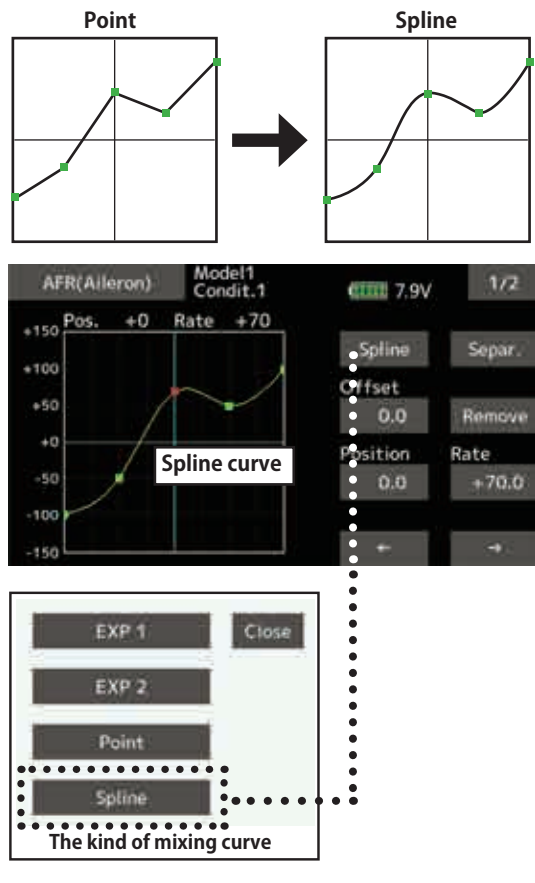 Point
Spline
AFR(Aileron)
Model1
Condit.1
7.9V
1/2
Pos. +0 Rate +70
+150
+100
+50
+0
-50
-100
-150
Spline curve
Spline
Separ.
Offset
0.0
Remove
Position
Rate
0.0
+70.0
←
→
EXP 1
Close
EXP 2
Point
Spline
The kind of mixing curve